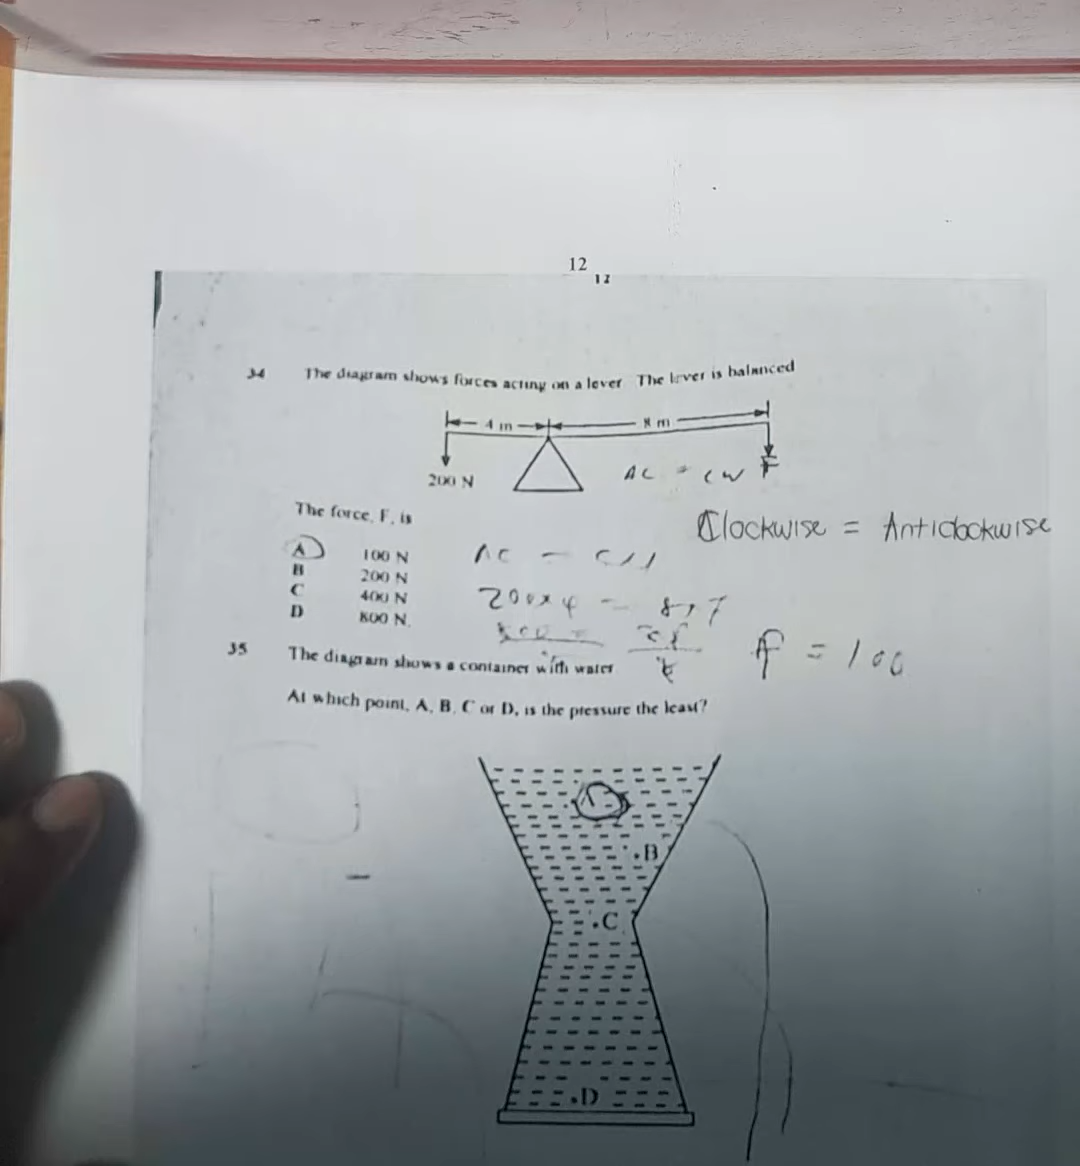 12
12
34 The diagram shows forces acting on a lever The lever is balanced
4 m 8 m
200 N F
AC = CW
The force, F, is
Clockwise = Anticlockwise
A 100 N
B 200 N
C 400 N
D 800 N.
AC =
200 x 4 =
F = 100
35 The diagram shows a container with water
At which point, A, B, C or D, is the pressure the least?
A
.B
.C
.D